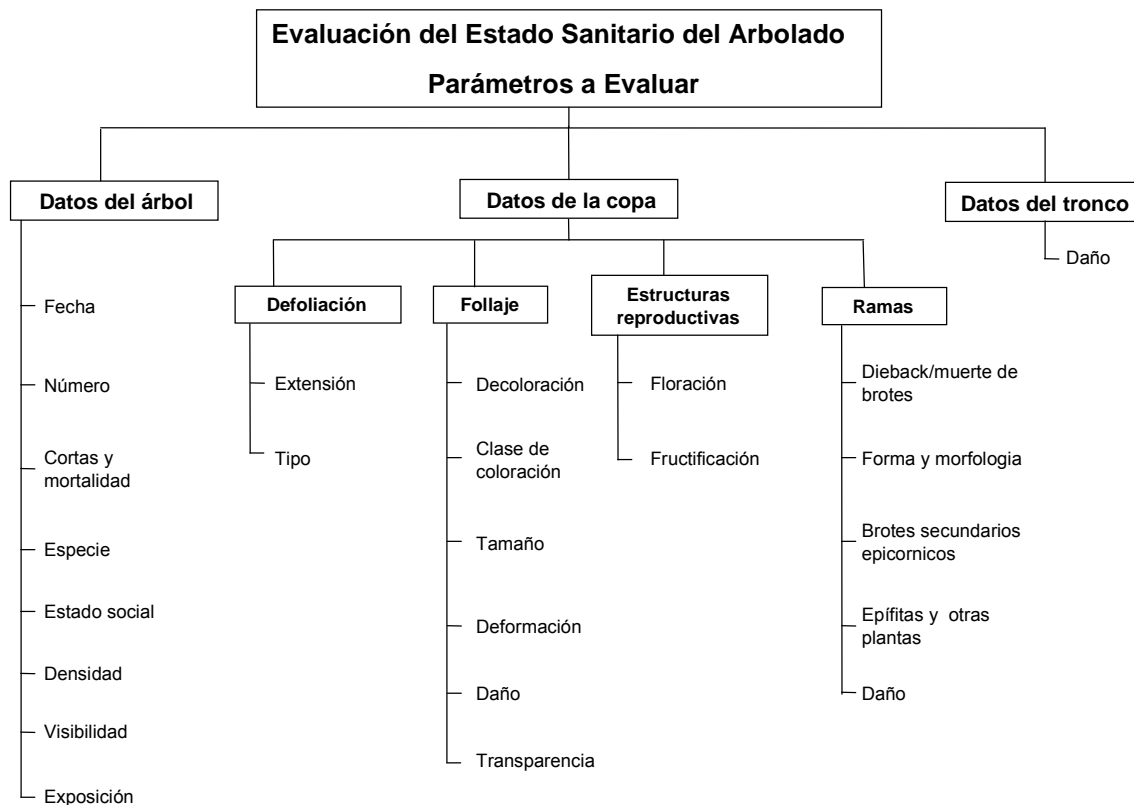 Evaluación del Estado Sanitario del Arbolado
Parámetros a Evaluar
Datos del árbol
Fecha
Número
Cortas y
mortalidad
Especie
Estado social
Densidad
Visibilidad
Exposición
Datos de la copa
Defoliación
Extensión
Tipo
Follaje
Decoloración
Clase de
coloración
Tamaño
Deformación
Daño
Transparencia
Estructuras
reproductivas
Floración
Fructificación
Ramas
Dieback/muerte de
brotes
Forma y morfologia
Brotes secundarios
epicornicos
Epífitas y otras
plantas
Daño
Datos del tronco
Daño